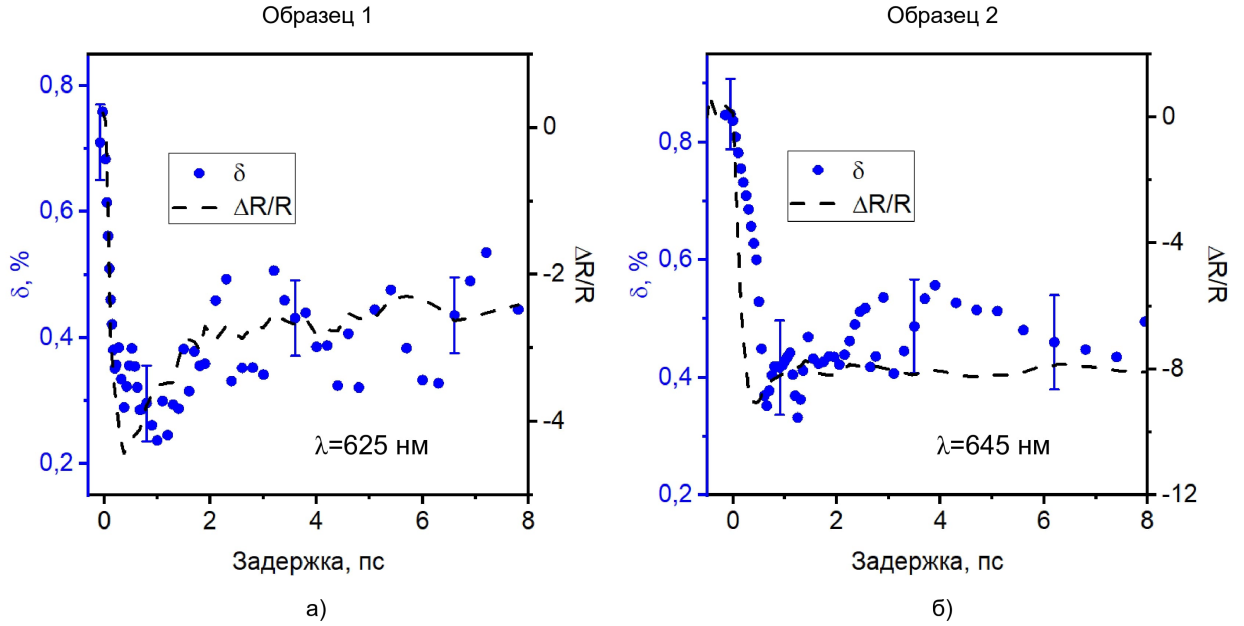 Образец 1
Образец 2
0,8
0,6
0,4
0,2
δ, %
δ
ΔR/R
0
-2
-4
ΔR/R
λ=625 нм
0 2 4 6 8
Задержка, пс
а)
0,8
0,6
0,4
0,2
δ, %
δ
ΔR/R
0
-4
-8
-12
ΔR/R
λ=645 нм
0 2 4 6 8
Задержка, пс
б)